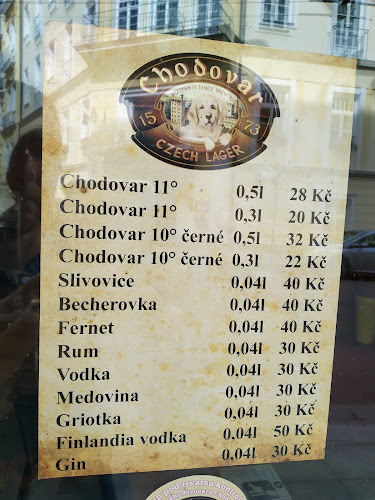 Chodovar
15 73
CZECH LAGER
Chodovar 11° 0,5l 28 Kč
Chodovar 11° 0,3l 20 Kč
Chodovar 10° černé 0,5l 32 Kč
Chodovar 10° černé 0,3l 22 Kč
Slivovice 0,04l 40 Kč
Becherovka 0,04l 40 Kč
Fernet 0,04l 40 Kč
Rum 0,04l 30 Kč
Vodka 0,04l 30 Kč
Medovina 0,04l 30 Kč
Griotka 0,04l 30 Kč
Finlandia vodka 0,04l 50 Kč
Gin 0,04l 30 Kč